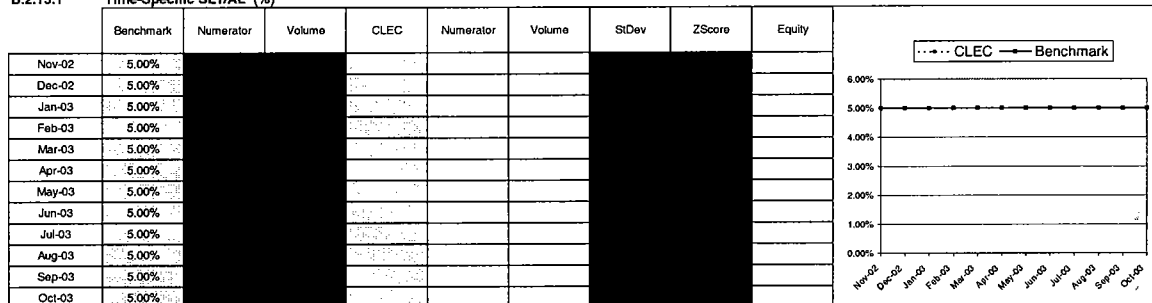 B.2.13.1 Time-Specific SL1/AL (%)
Benchmark Numerator Volume CLEC Numerator Volume StDev ZScore Equity
Nov-02 5.00%
Dec-02 5.00%
Jan-03 5.00%
Feb-03 5.00%
Mar-03 5.00%
Apr-03 5.00%
May-03 5.00%
Jun-03 5.00%
Jul-03 5.00%
Aug-03 5.00%
Sep-03 5.00%
Oct-03 5.00%
CLEC Benchmark
6.00%
5.00%
4.00%
3.00%
2.00%
1.00%
0.00%
Nov-02 Dec-02 Jan-03 Feb-03 Mar-03 Apr-03 May-03 Jun-03 Jul-03 Aug-03 Sep-03 Oct-03